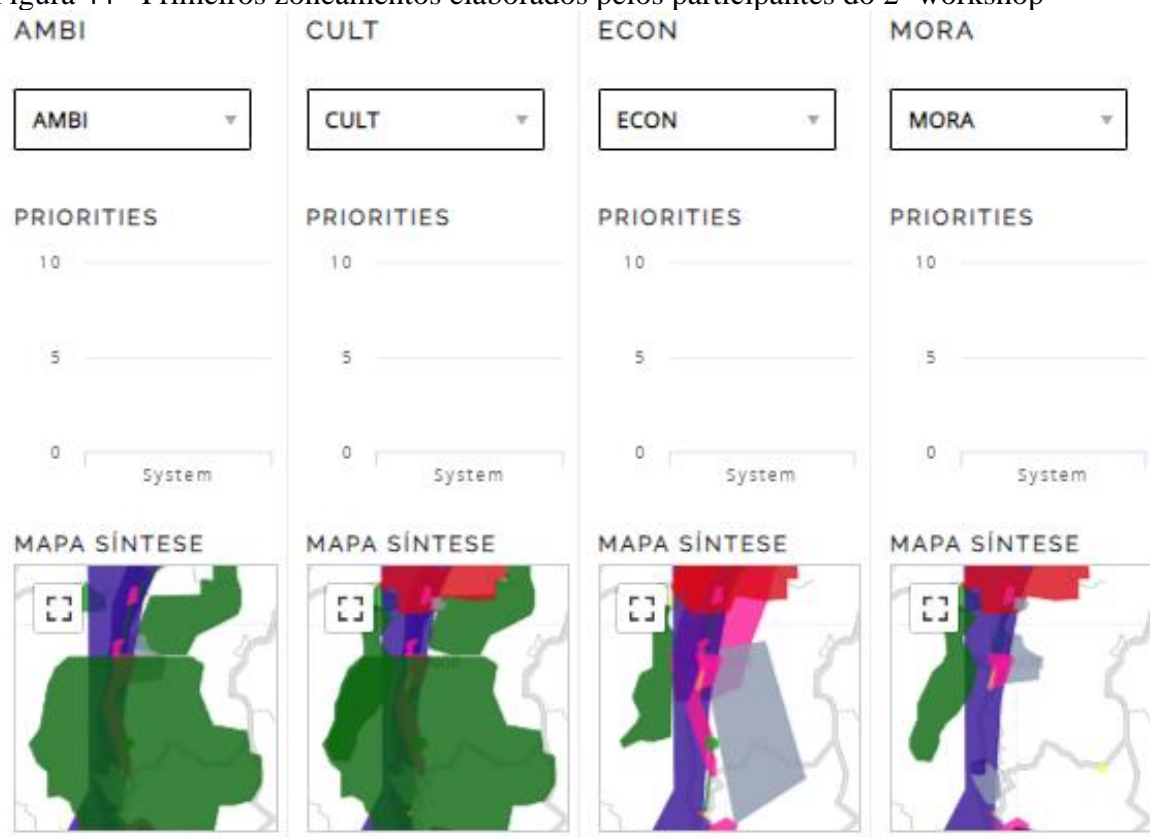 Figura 44 - Primeiros zoneamentos elaborados pelos participantes do 2º workshop
AMBI CULT ECON MORA
AMBI CULT ECON MORA
PRIORITIES PRIORITIES PRIORITIES PRIORITIES
10 10 10 10
5 5 5 5
0 0 0 0
System System System System
MAPA SÍNTESE MAPA SÍNTESE MAPA SÍNTESE MAPA SÍNTESE